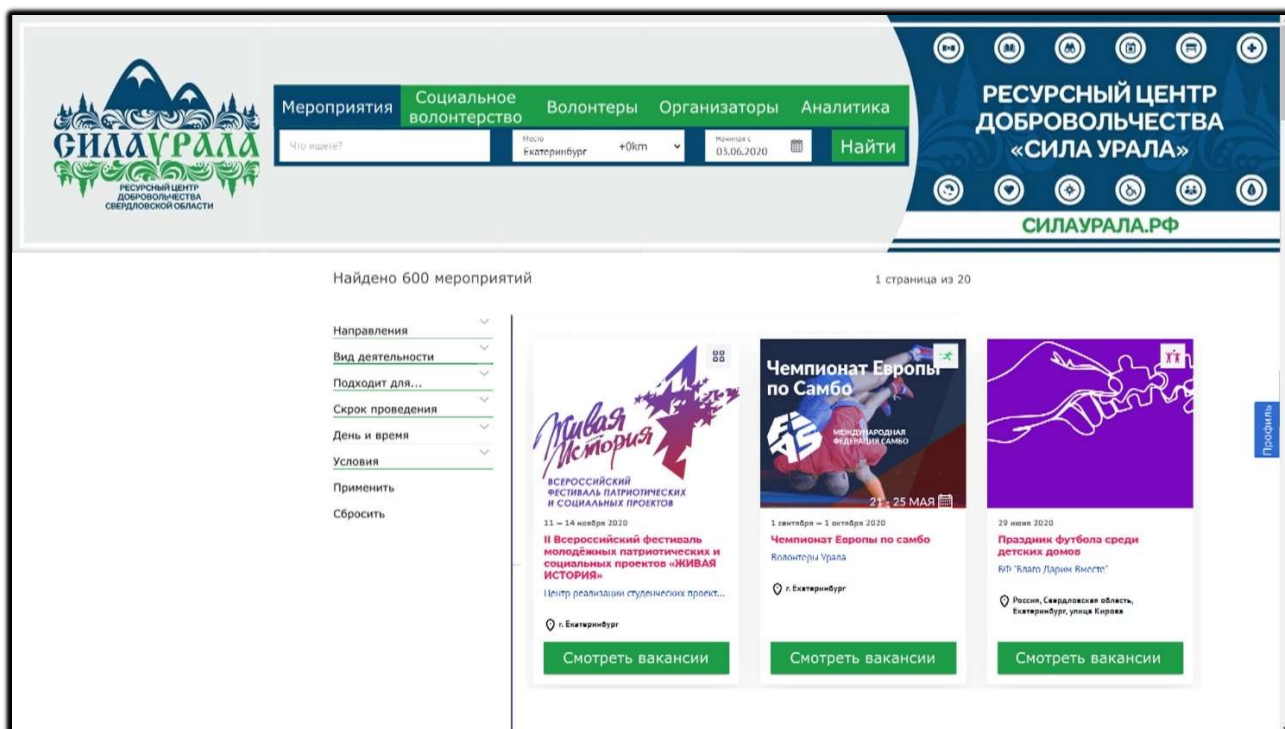 СИЛАУРАЛА
РЕСУРСНЫЙ ЦЕНТР
ДОБРОВОЛЬЧЕСТВА
СВЕРДЛОВСКОЙ ОБЛАСТИ
Мероприятия
Социальное
волонтерство
Волонтеры
Организаторы
Аналитика
Что ищете?
Место
Екатеринбург
+0km
Начиная с
03.06.2020
Найти
РЕСУРСНЫЙ ЦЕНТР
ДОБРОВОЛЬЧЕСТВА
«СИЛА УРАЛА»
СИЛАУРАЛА.РФ
Найдено 600 мероприятий
1 страница из 20
Направления
Вид деятельности
Подходит для...
Скрок проведения
День и время
Условия
Применить
Сбросить
Живая
История
ВСЕРОССИЙСКИЙ
ФЕСТИВАЛЬ ПАТРИОТИЧЕСКИХ
И СОЦИАЛЬНЫХ ПРОЕКТОВ
11 – 14 ноября 2020
II Всероссийский фестиваль
молодёжных патриотических и
социальных проектов «ЖИВАЯ
ИСТОРИЯ»
Центр реализации студенческих проект...
г. Екатеринбург
Смотреть вакансии
Чемпионат Европы
по Самбо
FIAS
МЕЖДУНАРОДНАЯ
ФЕДЕРАЦИЯ САМБО
21 - 25 МАЯ
1 сентября – 1 октября 2020
Чемпионат Европы по самбо
Волонтеры Урала
г. Екатеринбург
Смотреть вакансии
29 июня 2020
Праздник футбола среди
детских домов
БФ "Благо Дарим Вместе"
Россия, Свердловская область,
Екатеринбург, улица Кирова
Смотреть вакансии
Профиль